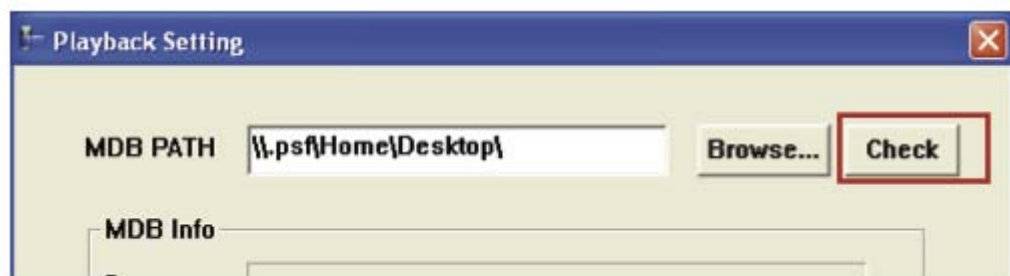 Playback Setting
MDB PATH \\.psf\Home\Desktop\ Browse... Check
MDB Info